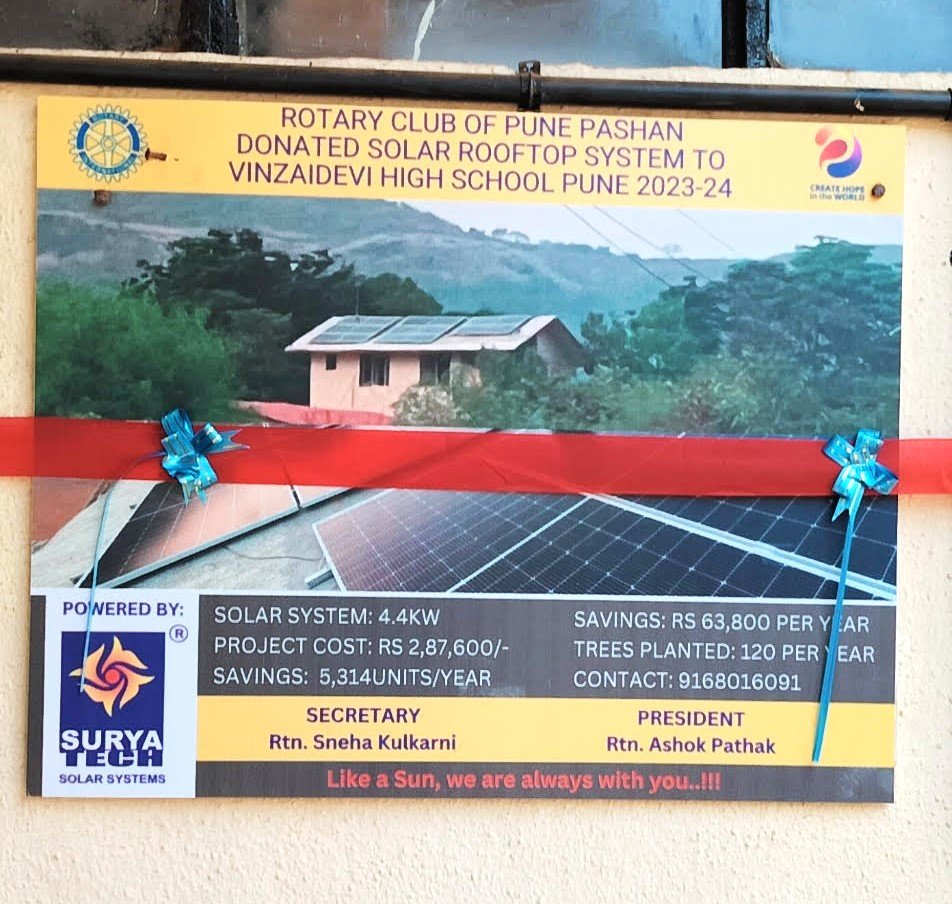 ROTARY CLUB OF PUNE PASHAN
DONATED SOLAR ROOFTOP SYSTEM TO
VINZAIDEVI HIGH SCHOOL PUNE 2023-24
ROTARY
INTERNATIONAL
CREATE HOPE
in the WORLD
POWERED BY:
®
SURYA
TECH
SOLAR SYSTEMS
SOLAR SYSTEM: 4.4KW
PROJECT COST: RS 2,87,600/-
SAVINGS: 5,314UNITS/YEAR
SAVINGS: RS 63,800 PER YEAR
TREES PLANTED: 120 PER YEAR
CONTACT: 9168016091
SECRETARY
Rtn. Sneha Kulkarni
PRESIDENT
Rtn. Ashok Pathak
Like a Sun, we are always with you..!!!